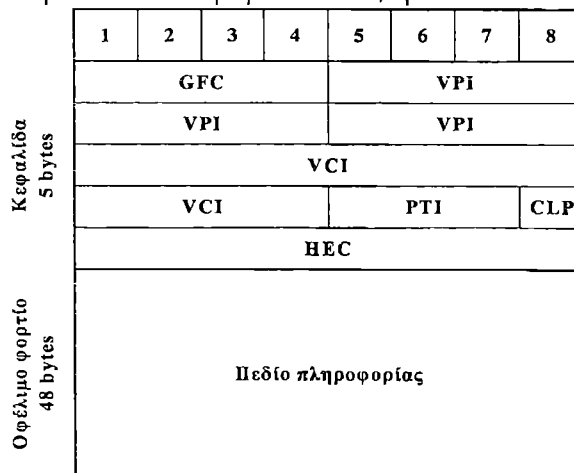 1 2 3 4 5 6 7 8
GFC VPi
VPI VPI
VCI
VCI PTI CLP
HEC
Κεφαλίδα
5 bytes
Πεδίο πληροφορίας
Οφέλιμο φορτίο
48 bytes